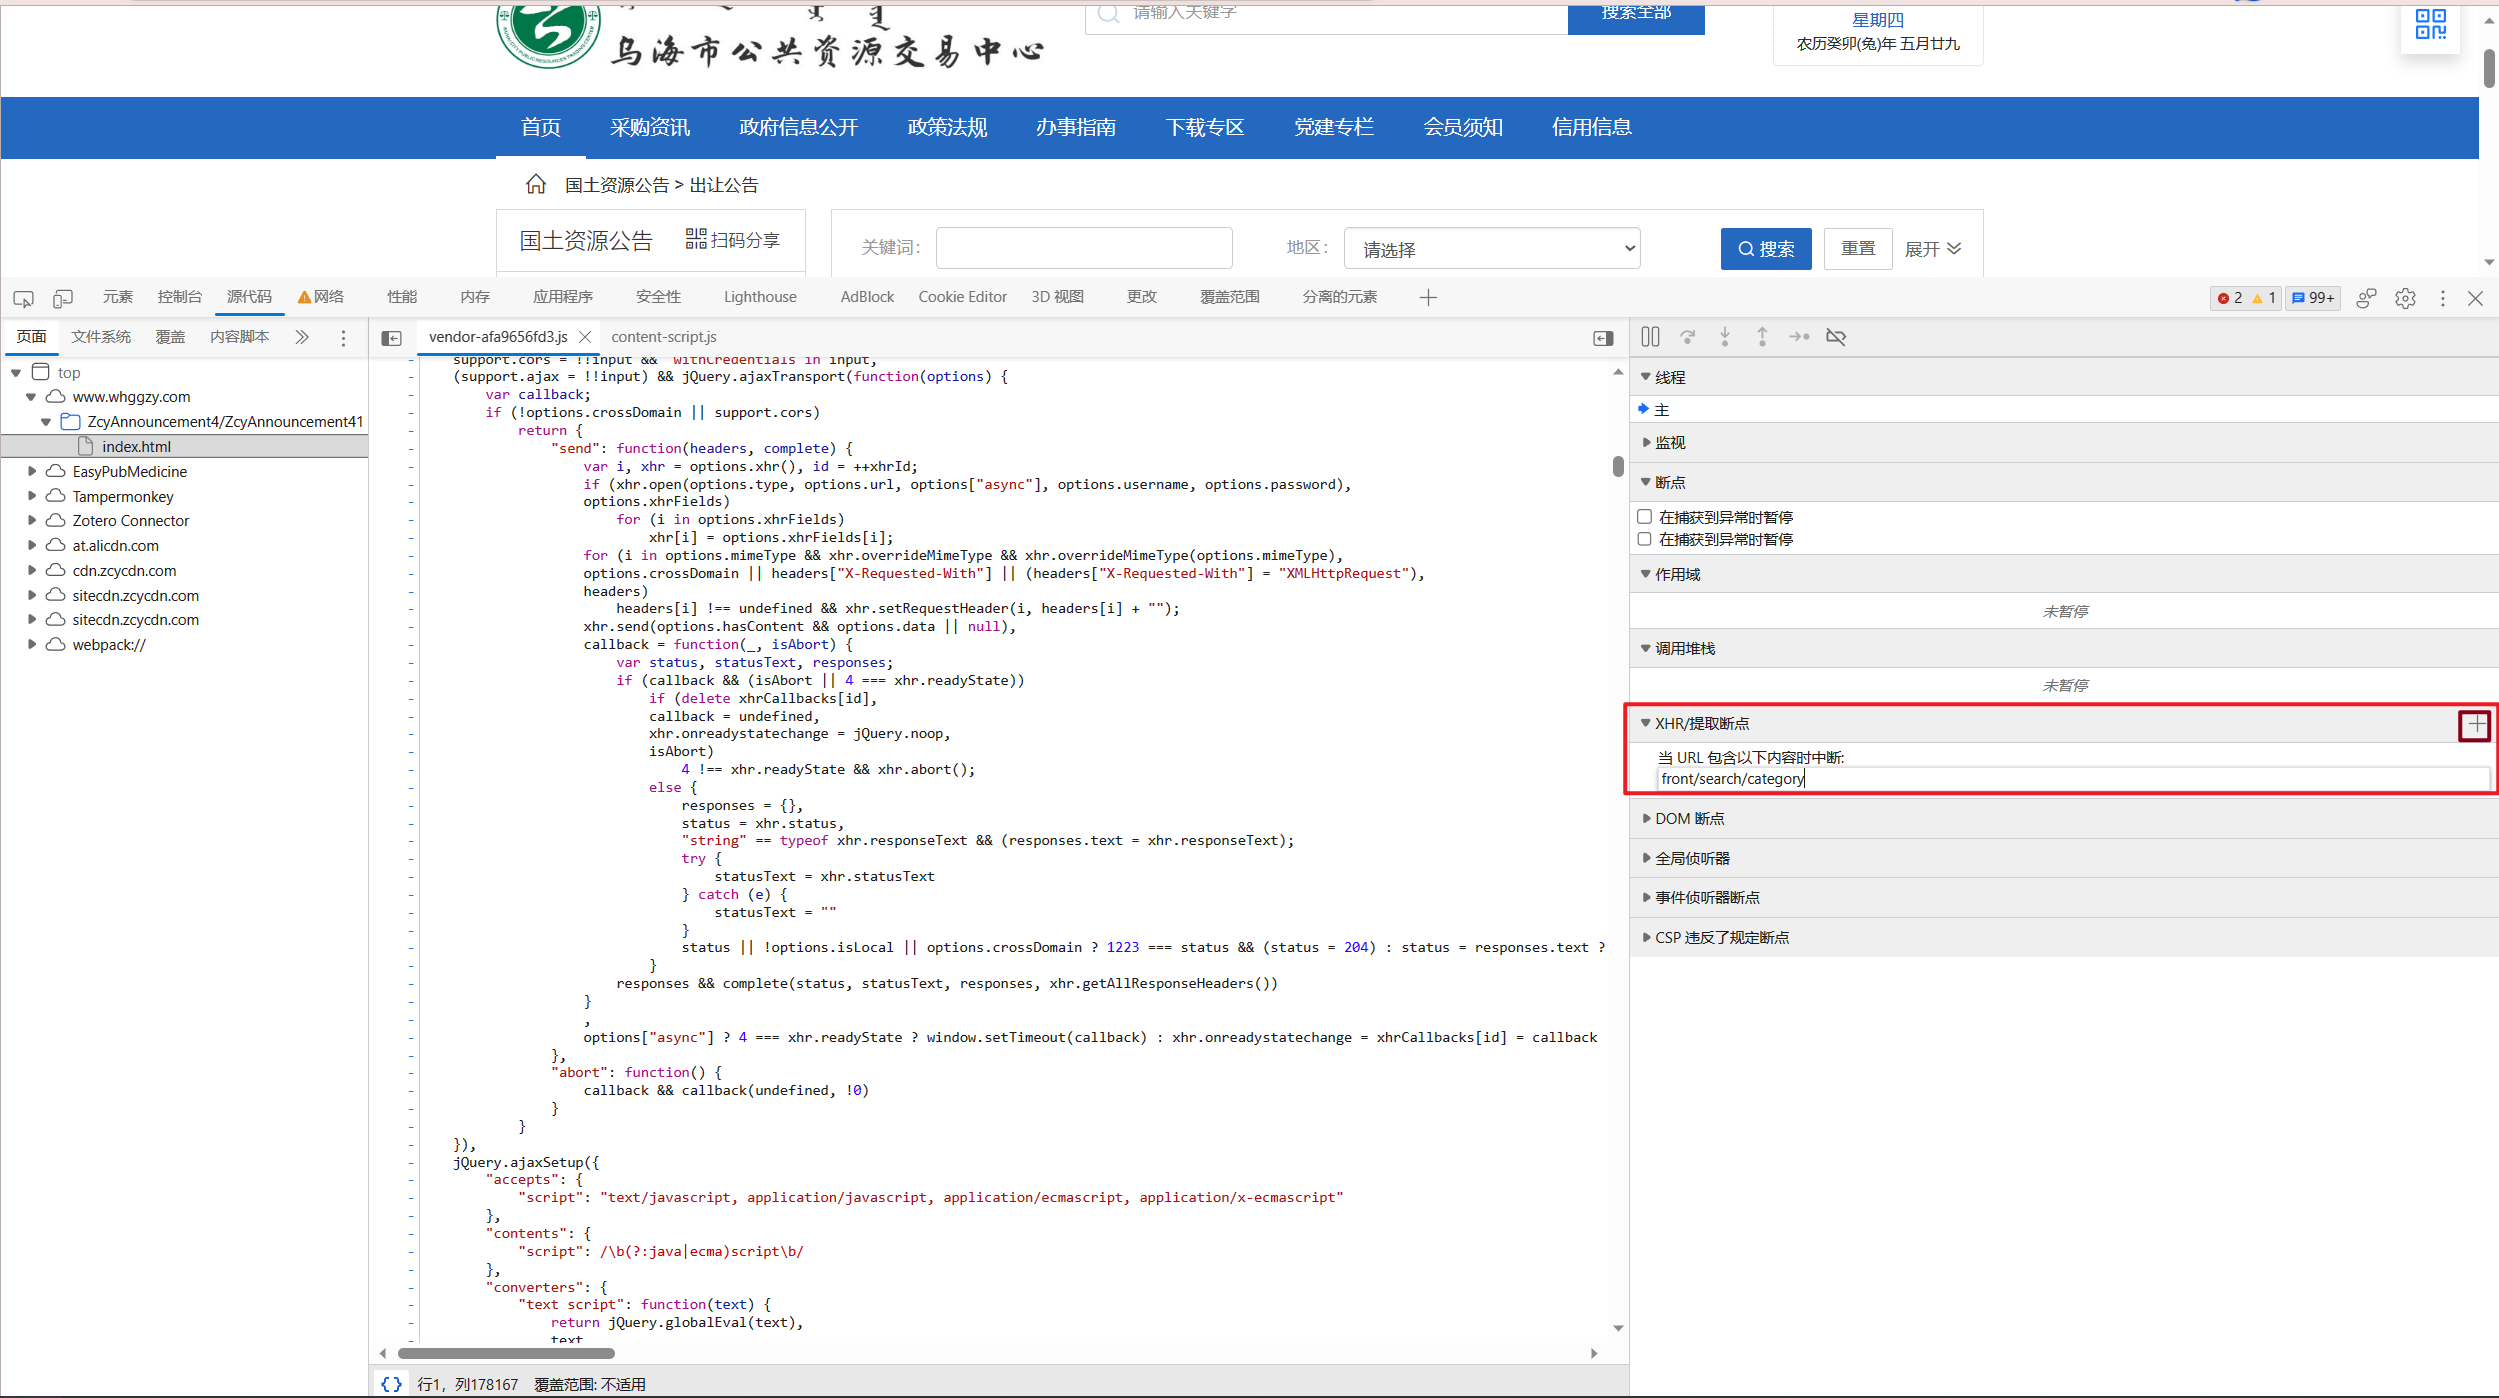 请输入关键字
搜索全部
星期四
农历癸卯(兔)年 五月廿九
乌海市公共资源交易中心
首页
采购资讯
政府信息公开
政策法规
办事指南
下载专区
党建专栏
会员须知
信用信息
国土资源公告 > 出让公告
国土资源公告
扫码分享
关键词：
地区：
请选择
搜索
重置
展开
元素
控制台
源代码
网络
性能
内存
应用程序
安全性
Lighthouse
AdBlock
Cookie Editor
3D 视图
更改
覆盖范围
分离的元素
2
1
99+
页面
文件系统
覆盖
内容脚本
vendor-afa9656fd3.js
content-script.js
top
www.whggzy.com
ZcyAnnouncement4/ZcyAnnouncement41
index.html
EasyPubMedicine
Tampermonkey
Zotero Connector
at.alicdn.com
cdn.zcycdn.com
sitecdn.zcycdn.com
sitecdn.zcycdn.com
webpack://
support.cors = !!input && "withCredentials"in input,
(support.ajax = !!input) && jQuery.ajaxTransport(function(options) {
var callback;
if (!options.crossDomain || support.cors)
return {
"send": function(headers, complete) {
var i, xhr = options.xhr(), id = ++xhrId;
if (xhr.open(options.type, options.url, options["async"], options.username, options.password),
options.xhrFields)
for (i in options.xhrFields)
xhr[i] = options.xhrFields[i];
for (i in options.mimeType && xhr.overrideMimeType && xhr.overrideMimeType(options.mimeType),
options.crossDomain || headers["X-Requested-With"] || (headers["X-Requested-With"] = "XMLHttpRequest"),
headers)
headers[i] !== undefined && xhr.setRequestHeader(i, headers[i] + "");
xhr.send(options.hasContent && options.data || null),
callback = function(_, isAbort) {
var status, statusText, responses;
if (callback && (isAbort || 4 === xhr.readyState))
if (delete xhrCallbacks[id],
callback = undefined,
xhr.onreadystatechange = jQuery.noop,
isAbort)
4 !== xhr.readyState && xhr.abort();
else {
responses = {},
status = xhr.status,
"string" == typeof xhr.responseText && (responses.text = xhr.responseText);
try {
statusText = xhr.statusText
} catch (e) {
statusText = ""
}
status || !options.isLocal || options.crossDomain ? 1223 === status && (status = 204) : status = responses.text ?
}
responses && complete(status, statusText, responses, xhr.getAllResponseHeaders())
}
,
options["async"] ? 4 === xhr.readyState ? window.setTimeout(callback) : xhr.onreadystatechange = xhrCallbacks[id] = callback
},
"abort": function() {
callback && callback(undefined, !0)
}
}
}),
jQuery.ajaxSetup({
"accepts": {
"script": "text/javascript, application/javascript, application/ecmascript, application/x-ecmascript"
},
"contents": {
"script": /\b(?:java|ecma)script\b/
},
"converters": {
"text script": function(text) {
return jQuery.globalEval(text),
text
{} 行1，列178167 覆盖范围: 不适用
线程
主
监视
断点
在捕获到异常时暂停
在捕获到异常时暂停
作用域
未暂停
调用堆栈
未暂停
XHR/提取断点
当 URL 包含以下内容时中断:
front/search/category
DOM 断点
全局侦听器
事件侦听器断点
CSP 违反了规定断点